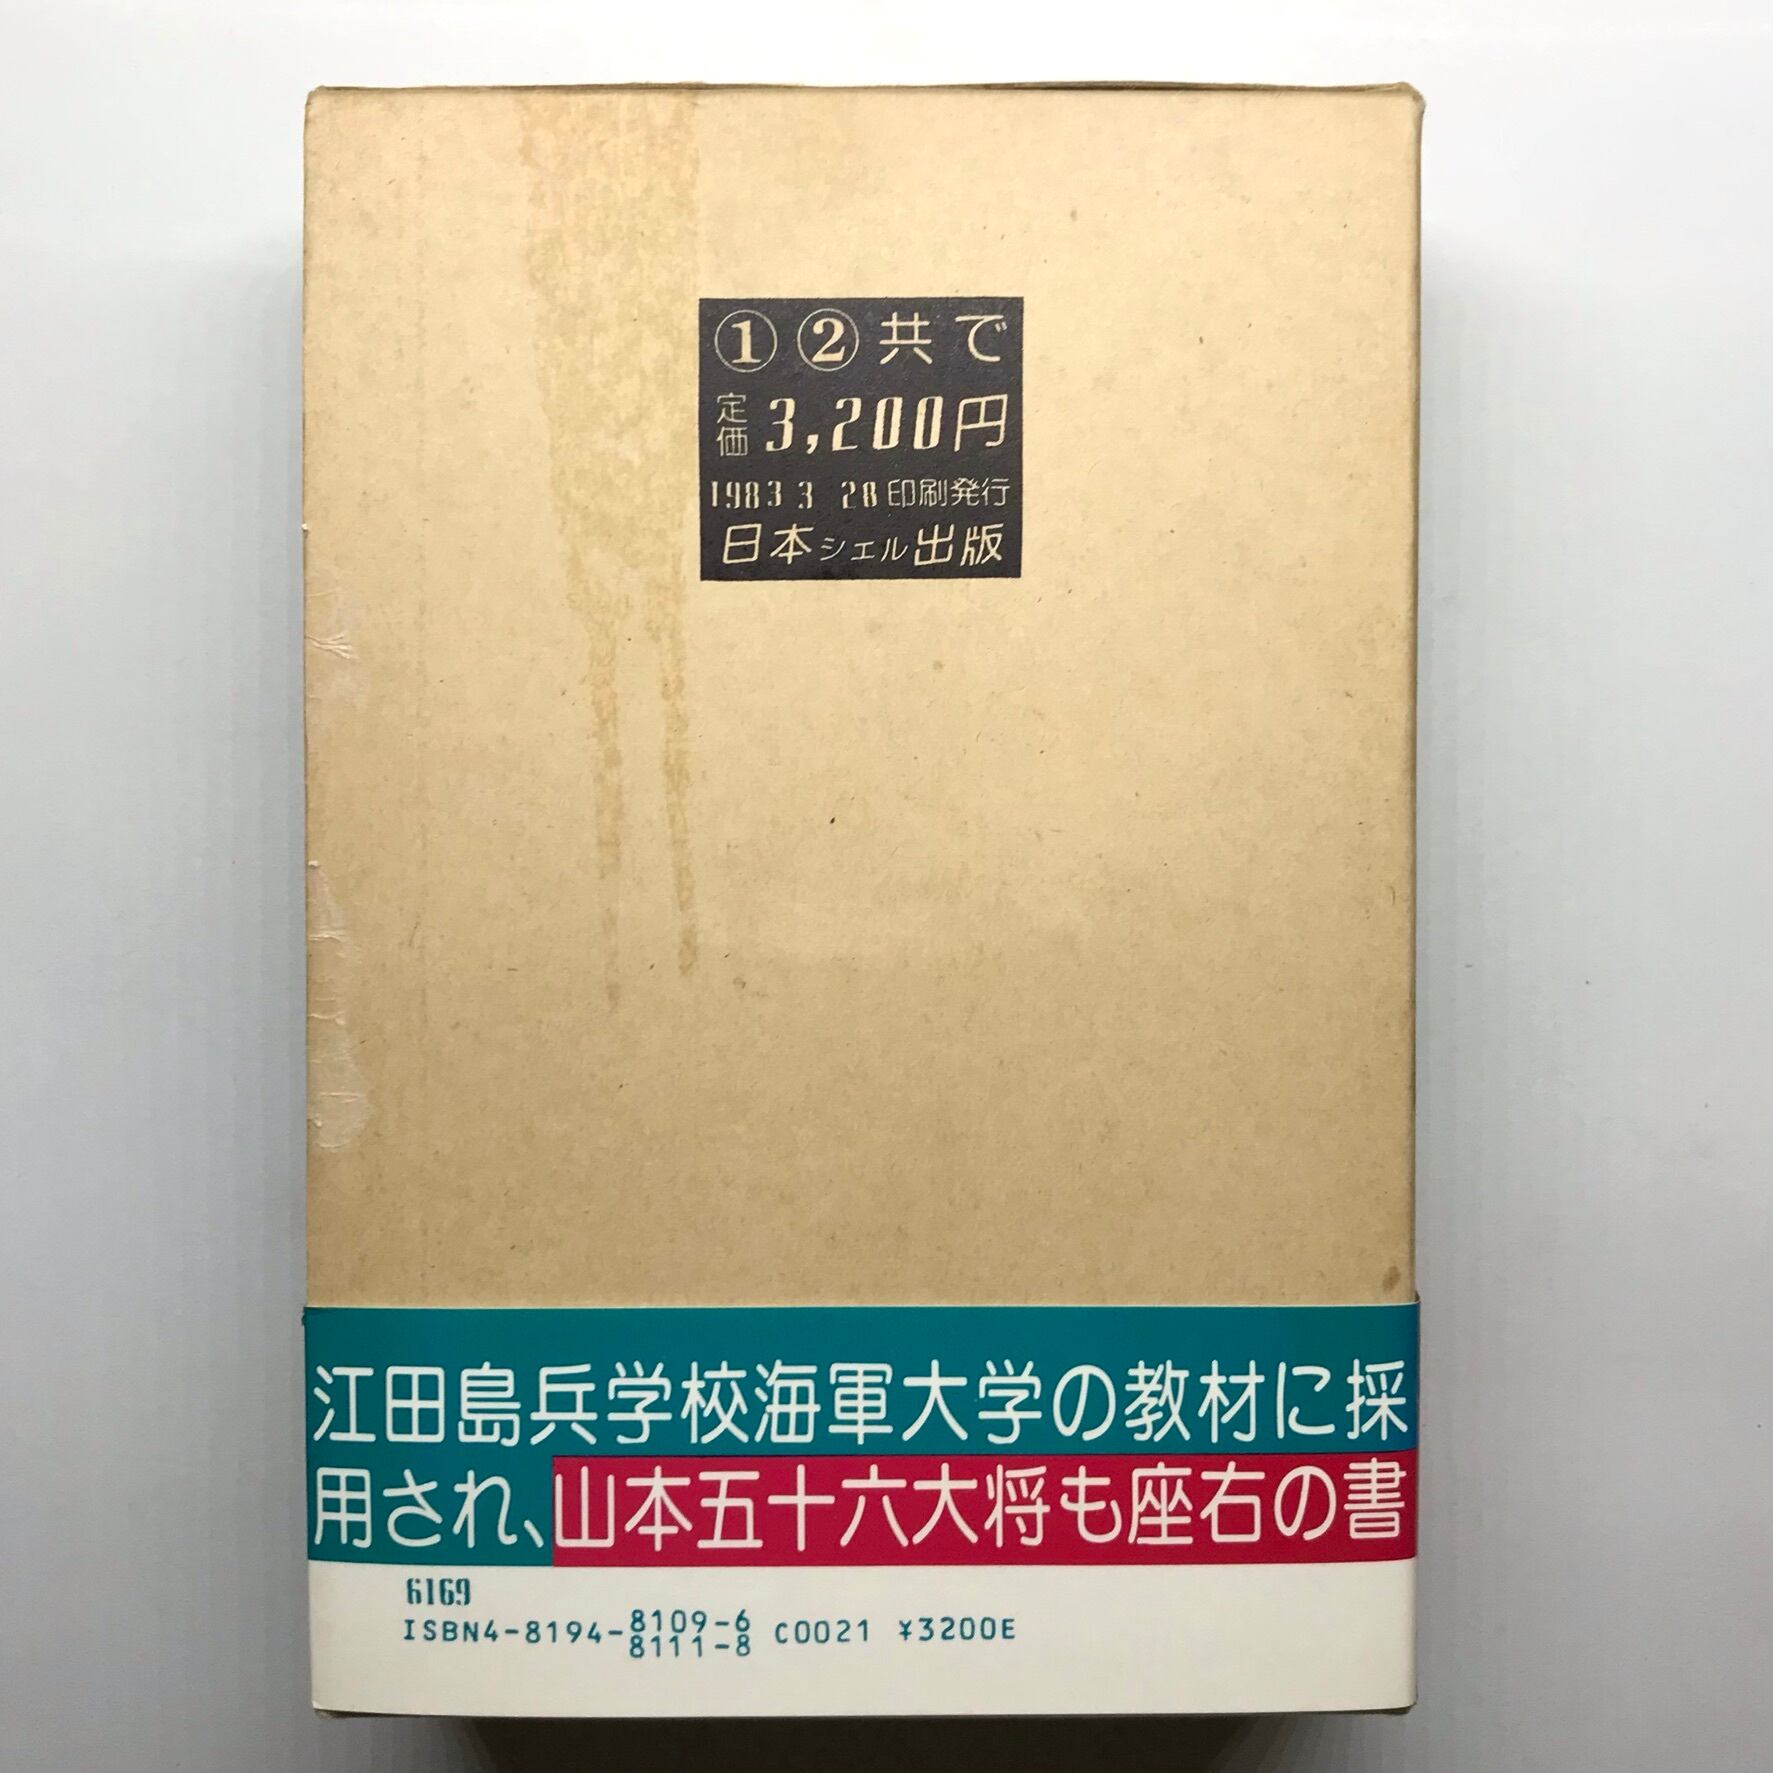 ①②共で
定価3,200円
1983 3 28印刷発行
日本シェル出版
江田島兵学校海軍大学の教材に採
用され、山本五十六大将も座右の書
6169
ISBN4-8194-8109-6 C0021 ¥3200E
8111-8